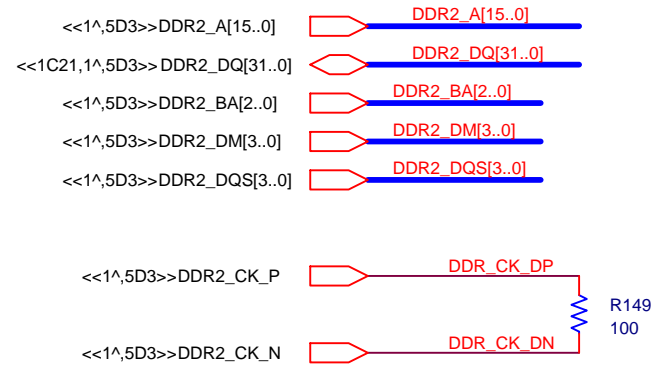 <<1^,5D3>>DDR2_A[15..0] DDR2_A[15..0]
<<1C21,1^,5D3>>DDR2_DQ[31..0] DDR2_DQ[31..0]
<<1^,5D3>>DDR2_BA[2..0] DDR2_BA[2..0]
<<1^,5D3>>DDR2_DM[3..0] DDR2_DM[3..0]
<<1^,5D3>>DDR2_DQS[3..0] DDR2_DQS[3..0]
<<1^,5D3>>DDR2_CK_P DDR_CK_DP
R149
100
<<1^,5D3>>DDR2_CK_N DDR_CK_DN